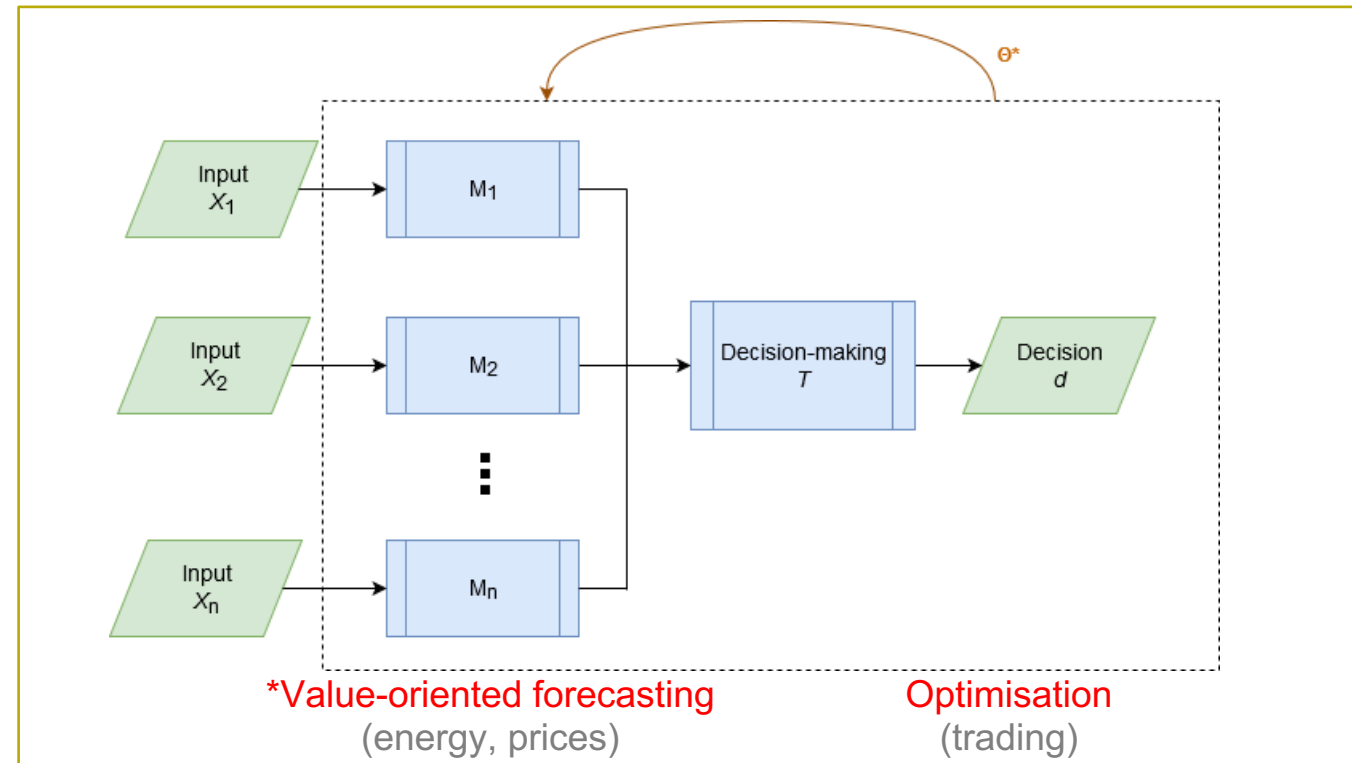 Θ*
Input
X1
M1
Input
X2
M2
Decision-making
T
Decision
d
Input
Xn
Mn
*Value-oriented forecasting
(energy, prices)
Optimisation
(trading)